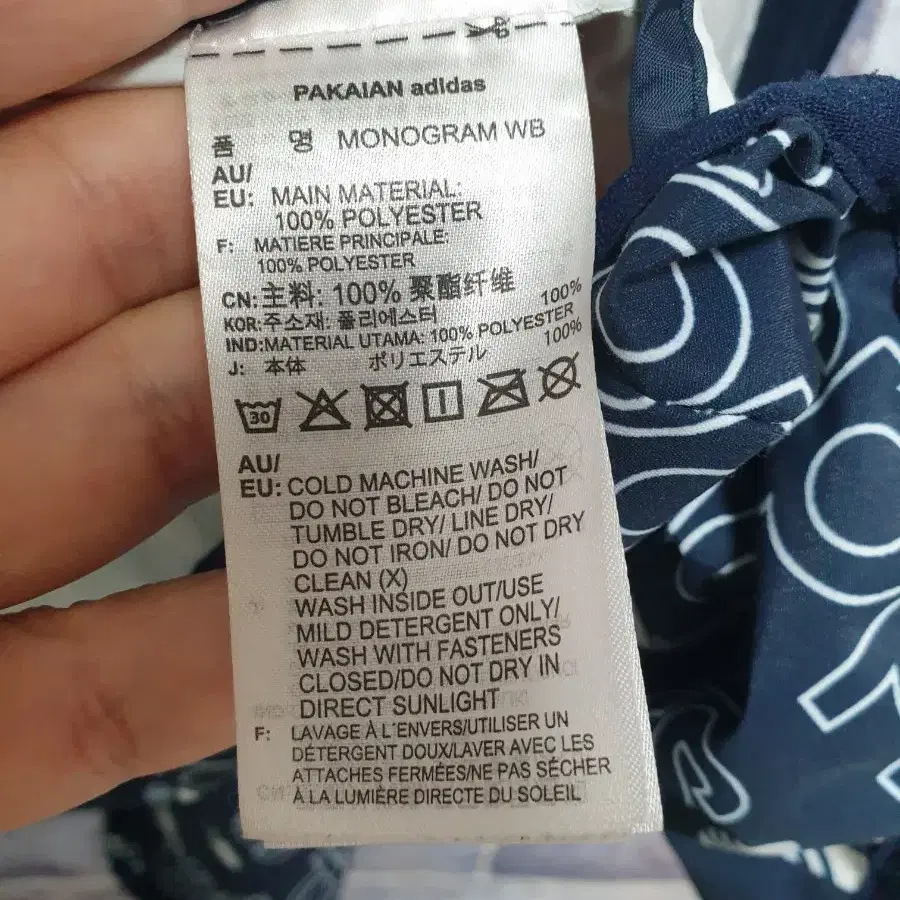 PAKAIAN adidas
품 명 MONOGRAM WB
AU/
EU: MAIN MATERIAL:
100% POLYESTER
F: MATIERE PRINCIPALE:
100% POLYESTER
CN: 主料: 100% 聚酯纤维
KOR: 주소재: 폴리에스터 100%
IND: MATERIAL UTAMA: 100% POLYESTER
J: 本体 ポリエステル 100%
30
AU/
EU: COLD MACHINE WASH/
DO NOT BLEACH/ DO NOT
TUMBLE DRY/ LINE DRY/
DO NOT IRON/ DO NOT DRY
CLEAN (X)
WASH INSIDE OUT/USE
MILD DETERGENT ONLY/
WASH WITH FASTENERS
CLOSED/DO NOT DRY IN
DIRECT SUNLIGHT
F: LAVAGE À L´ENVERS/UTILISER UN
DÉTERGENT DOUX/LAVER AVEC LES
ATTACHES FERMÉES/NE PAS SÉCHER
À LA LUMIÈRE DIRECTE DU SOLEIL